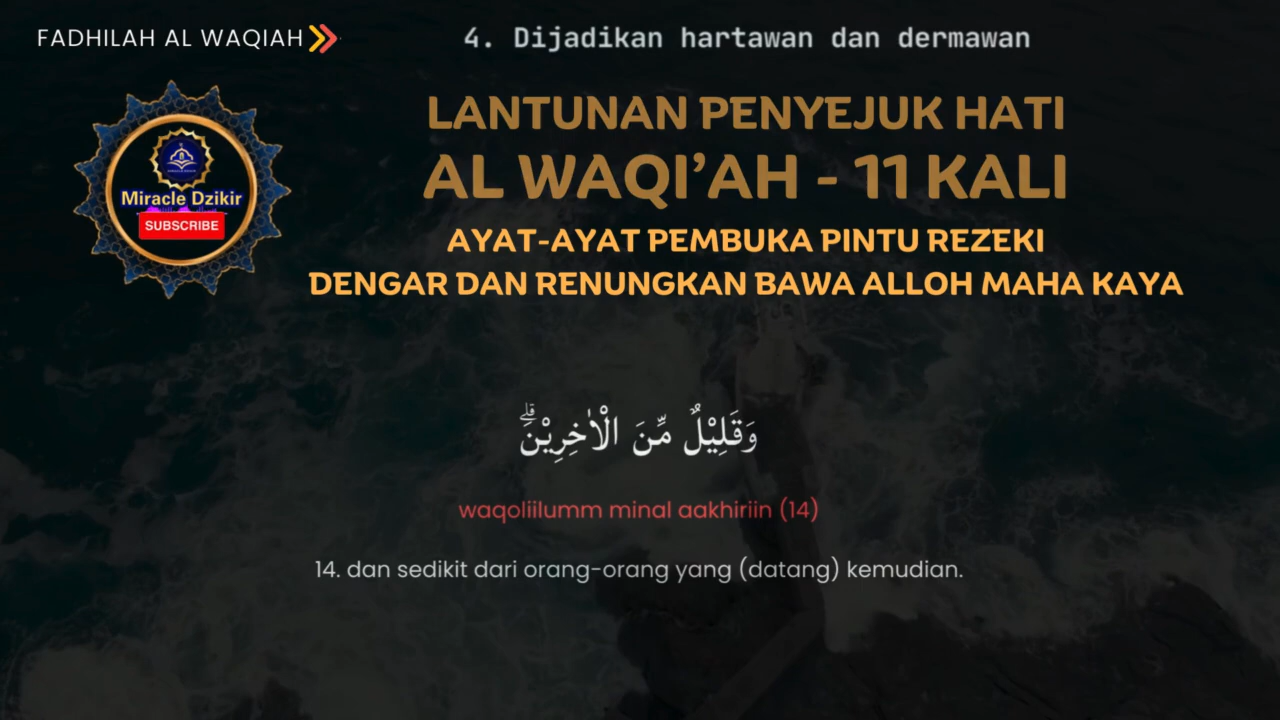 FADHILAH AL WAQIAH
4. Dijadikan hartawan dan dermawan
LANTUNAN PENYEJUK HATI
AL WAQI'AH - 11 KALI
AYAT-AYAT PEMBUKA PINTU REZEKI
DENGAR DAN RENUNGKAN BAWA ALLOH MAHA KAYA
Miracle Dzikir
SUBSCRIBE
وَقَلِيْلٌ مِّنَ الْاٰخِرِيْنَۗ
waqoliilumm minal aakhiriin (14)
14. dan sedikit dari orang-orang yang (datang) kemudian.